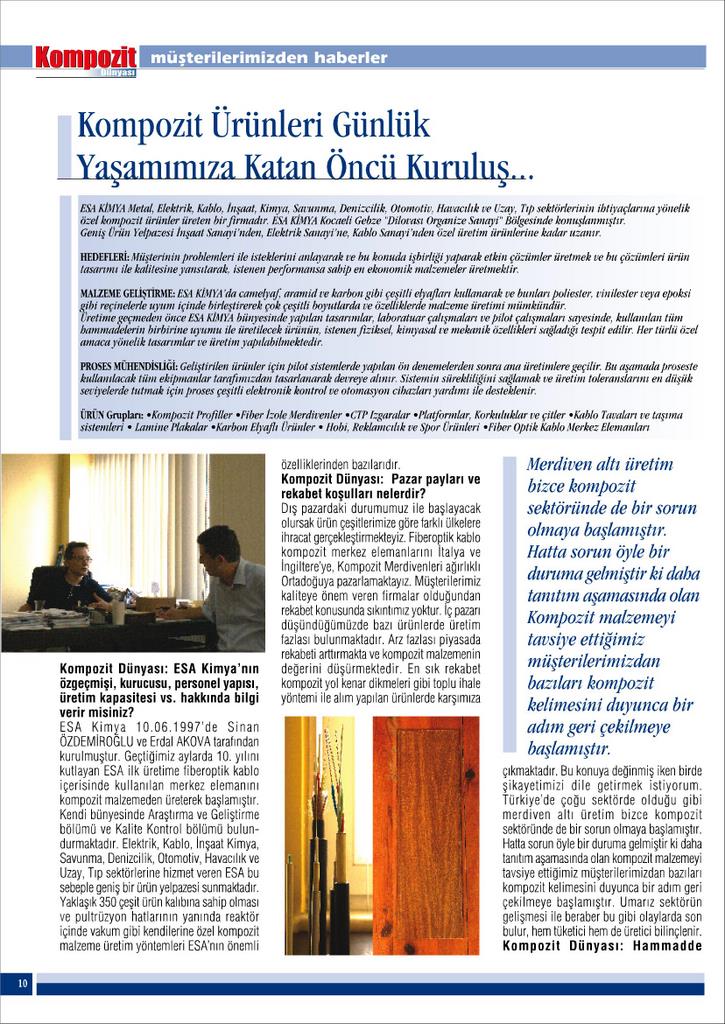 Kompozit
Dünyası
müşterilerimizden haberler
Kompozit Ürünleri Günlük
Yaşamımıza Katan Öncü Kuruluş...
ESA KİMYA Metal, Elektrik, Kablo, İnşaat, Kimya, Savunma, Denizcilik, Otomotiv, Havacılık ve Uzay, Tıp sektörlerinin ihtiyaçlarına yönelik
özel kompozit ürünler üreten bir firmadır. ESA KİMYA Kocaeli Gebze "Dilovası Organize Sanayi" Bölgesinde konuşlanmıştır.
Geniş Ürün Yelpazesi İnşaat Sanayi'nden, Elektrik Sanayi'ne, Kablo Sanayi'nden özel üretim ürünlerine kadar uzanır.
HEDEFLERİ: Müşterinin problemleri ile isteklerini anlayarak ve bu konuda işbirliği yaparak etkin çözümler üretmek ve bu çözümleri ürün
tasarımı ile kalitesine yansıtarak, istenen performansa sahip en ekonomik malzemeler üretmektir.
MALZEME GELİŞTİRME: ESA KİMYA'da camelyaf, aramid ve karbon gibi çeşitli elyafları kullanarak ve bunları poliester, vinilester veya epoksi
gibi reçinelerle uyum içinde birleştirerek çok çeşitli boyutlarda ve özelliklerde malzeme üretimi mümkündür.
Üretime geçmeden önce ESA KİMYA bünyesinde yapılan tasarımlar, laboratuar çalışmaları ve pilot çalışmaları sayesinde, kullanılan tüm
hammadelerin birbirine uyumu ile üretilecek ürünün, istenen fiziksel, kimyasal ve mekanik özellikleri sağladığı tespit edilir. Her türlü özel
amaca yönelik tasarımlar ve üretim yapılabilmektedir.
PROSES MÜHENDİSLİĞİ: Geliştirilen ürünler için pilot sistemlerde yapılan ön denemelerden sonra ana üretimlere geçilir. Bu aşamada proseste
kullanılacak tüm ekipmanlar tarafımızdan tasarlanarak devreye alınır. Sistemin sürekliliğini sağlamak ve üretim toleranslarını en düşük
seviyelerde tutmak için proses çeşitli elektronik kontrol ve otomasyon cihazları yardımı ile desteklenir.
ÜRÜN Grupları: •Kompozit Profiller •Fiber İzole Merdivenler •CTP Izgaralar •Platformlar, Korkuluklar ve çitler •Kablo Tavaları ve taşıma
sistemleri • Lamine Plakalar •Karbon Elyaflı Ürünler • Hobi, Reklamcılık ve Spor Ürünleri •Fiber Optik Kablo Merkez Elemanları
Kompozit Dünyası: ESA Kimya'nın
özgeçmişi, kurucusu, personel yapısı,
üretim kapasitesi vs. hakkında bilgi
verir misiniz?
ESA Kimya 10.06.1997'de Sinan
ÖZDEMİROĞLU ve Erdal AKOVA tarafından
kurulmuştur. Geçtiğimiz aylarda 10. yılını
kutlayan ESA ilk üretime fiberoptik kablo
içerisinde kullanılan merkez elemanını
kompozit malzemeden üreterek başlamıştır.
Kendi bünyesinde Araştırma ve Geliştirme
bölümü ve Kalite Kontrol bölümü bulun-
durmaktadır. Elektrik, Kablo, İnşaat Kimya,
Savunma, Denizcilik, Otomotiv, Havacılık ve
Uzay, Tıp sektörlerine hizmet veren ESA bu
sebeple geniş bir ürün yelpazesi sunmaktadır.
Yaklaşık 350 çeşit ürün kalıbına sahip olması
ve pultrüzyon hatlarının yanında reaktör
içinde vakum gibi kendilerine özel kompozit
malzeme üretim yöntemleri ESA'nın önemli
özelliklerinden bazılarıdır.
Kompozit Dünyası: Pazar payları ve
rekabet koşulları nelerdir?
Dış pazardaki durumumuz ile başlayacak
olursak ürün çeşitlerimize göre farklı ülkelere
ihracat gerçekleştirmekteyiz. Fiberoptik kablo
kompozit merkez elemanlarını İtalya ve
İngiltere'ye, Kompozit Merdivenleri ağırlıklı
Ortadoğuya pazarlamaktayız. Müşterilerimiz
kaliteye önem veren firmalar olduğundan
rekabet konusunda sıkıntımız yoktur. İç pazarı
düşündüğümüzde bazı ürünlerde üretim
fazlası bulunmaktadır. Arz fazlası piyasada
rekabeti arttırmakta ve kompozit malzemenin
değerini düşürmektedir. En sık rekabet
kompozit yol kenar dikmeleri gibi toplu ihale
yöntemi ile alım yapılan ürünlerde karşımıza
Merdiven altı üretim
bizce kompozit
sektöründe de bir sorun
olmaya başlamıştır.
Hatta sorun öyle bir
duruma gelmiştir ki daha
tanıtım aşamasında olan
Kompozit malzemeyi
tavsiye ettiğimiz
müşterilerimizdan
bazıları kompozit
kelimesini duyunca bir
adım geri çekilmeye
başlamıştır.
çıkmaktadır. Bu konuya değinmiş iken birde
şikayetimizi dile getirmek istiyorum.
Türkiye'de çoğu sektörde olduğu gibi
merdiven altı üretim bizce kompozit
sektöründe de bir sorun olmaya başlamıştır.
Hatta sorun öyle bir duruma gelmiştir ki daha
tanıtım aşamasında olan kompozit malzemeyi
tavsiye ettiğimiz müşterilerimizdan bazıları
kompozit kelimesini duyunca bir adım geri
çekilmeye başlamıştır. Umarız sektörün
gelişmesi ile beraber bu gibi olaylarda son
bulur, hem tüketici hem de üretici bilinçlenir.
Kompozit Dünyası: Hammadde
10